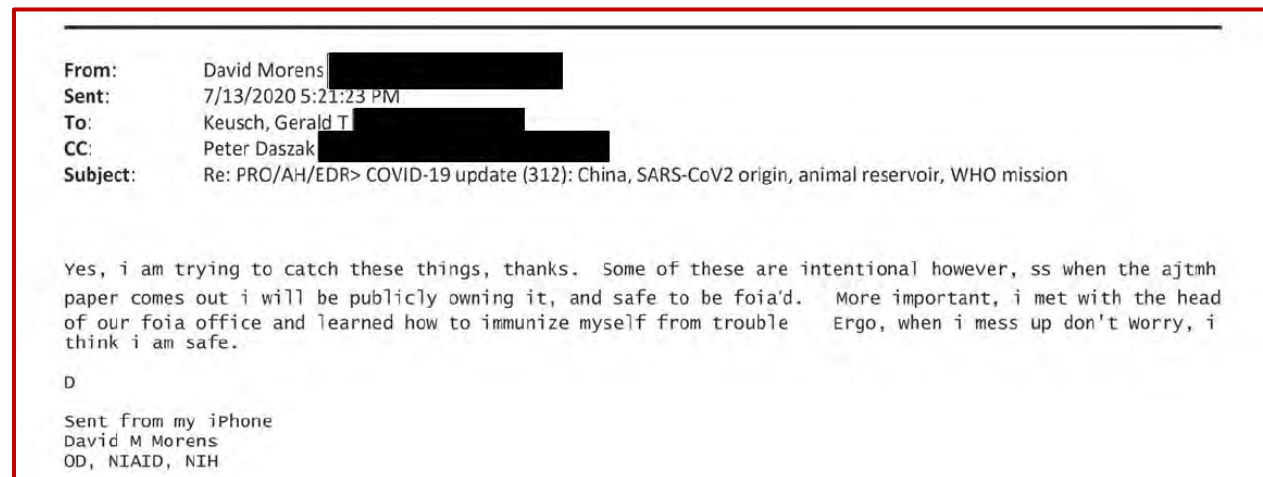 From: David Morens
Sent: 7/13/2020 5:21:23 PM
To: Keusch, Gerald T
CC: Peter Daszak
Subject: Re: PRO/AH/EDR> COVID-19 update (312): China, SARS-CoV2 origin, animal reservoir, WHO mission
Yes, i am trying to catch these things, thanks. Some of these are intentional however, ss when the ajtmh
paper comes out i will be publicly owning it, and safe to be foia'd. More important, i met with the head
of our foia office and learned how to immunize myself from trouble Ergo, when i mess up don't worry, i
think i am safe.
D
Sent from my iPhone
David M Morens
OD, NIAID, NIH